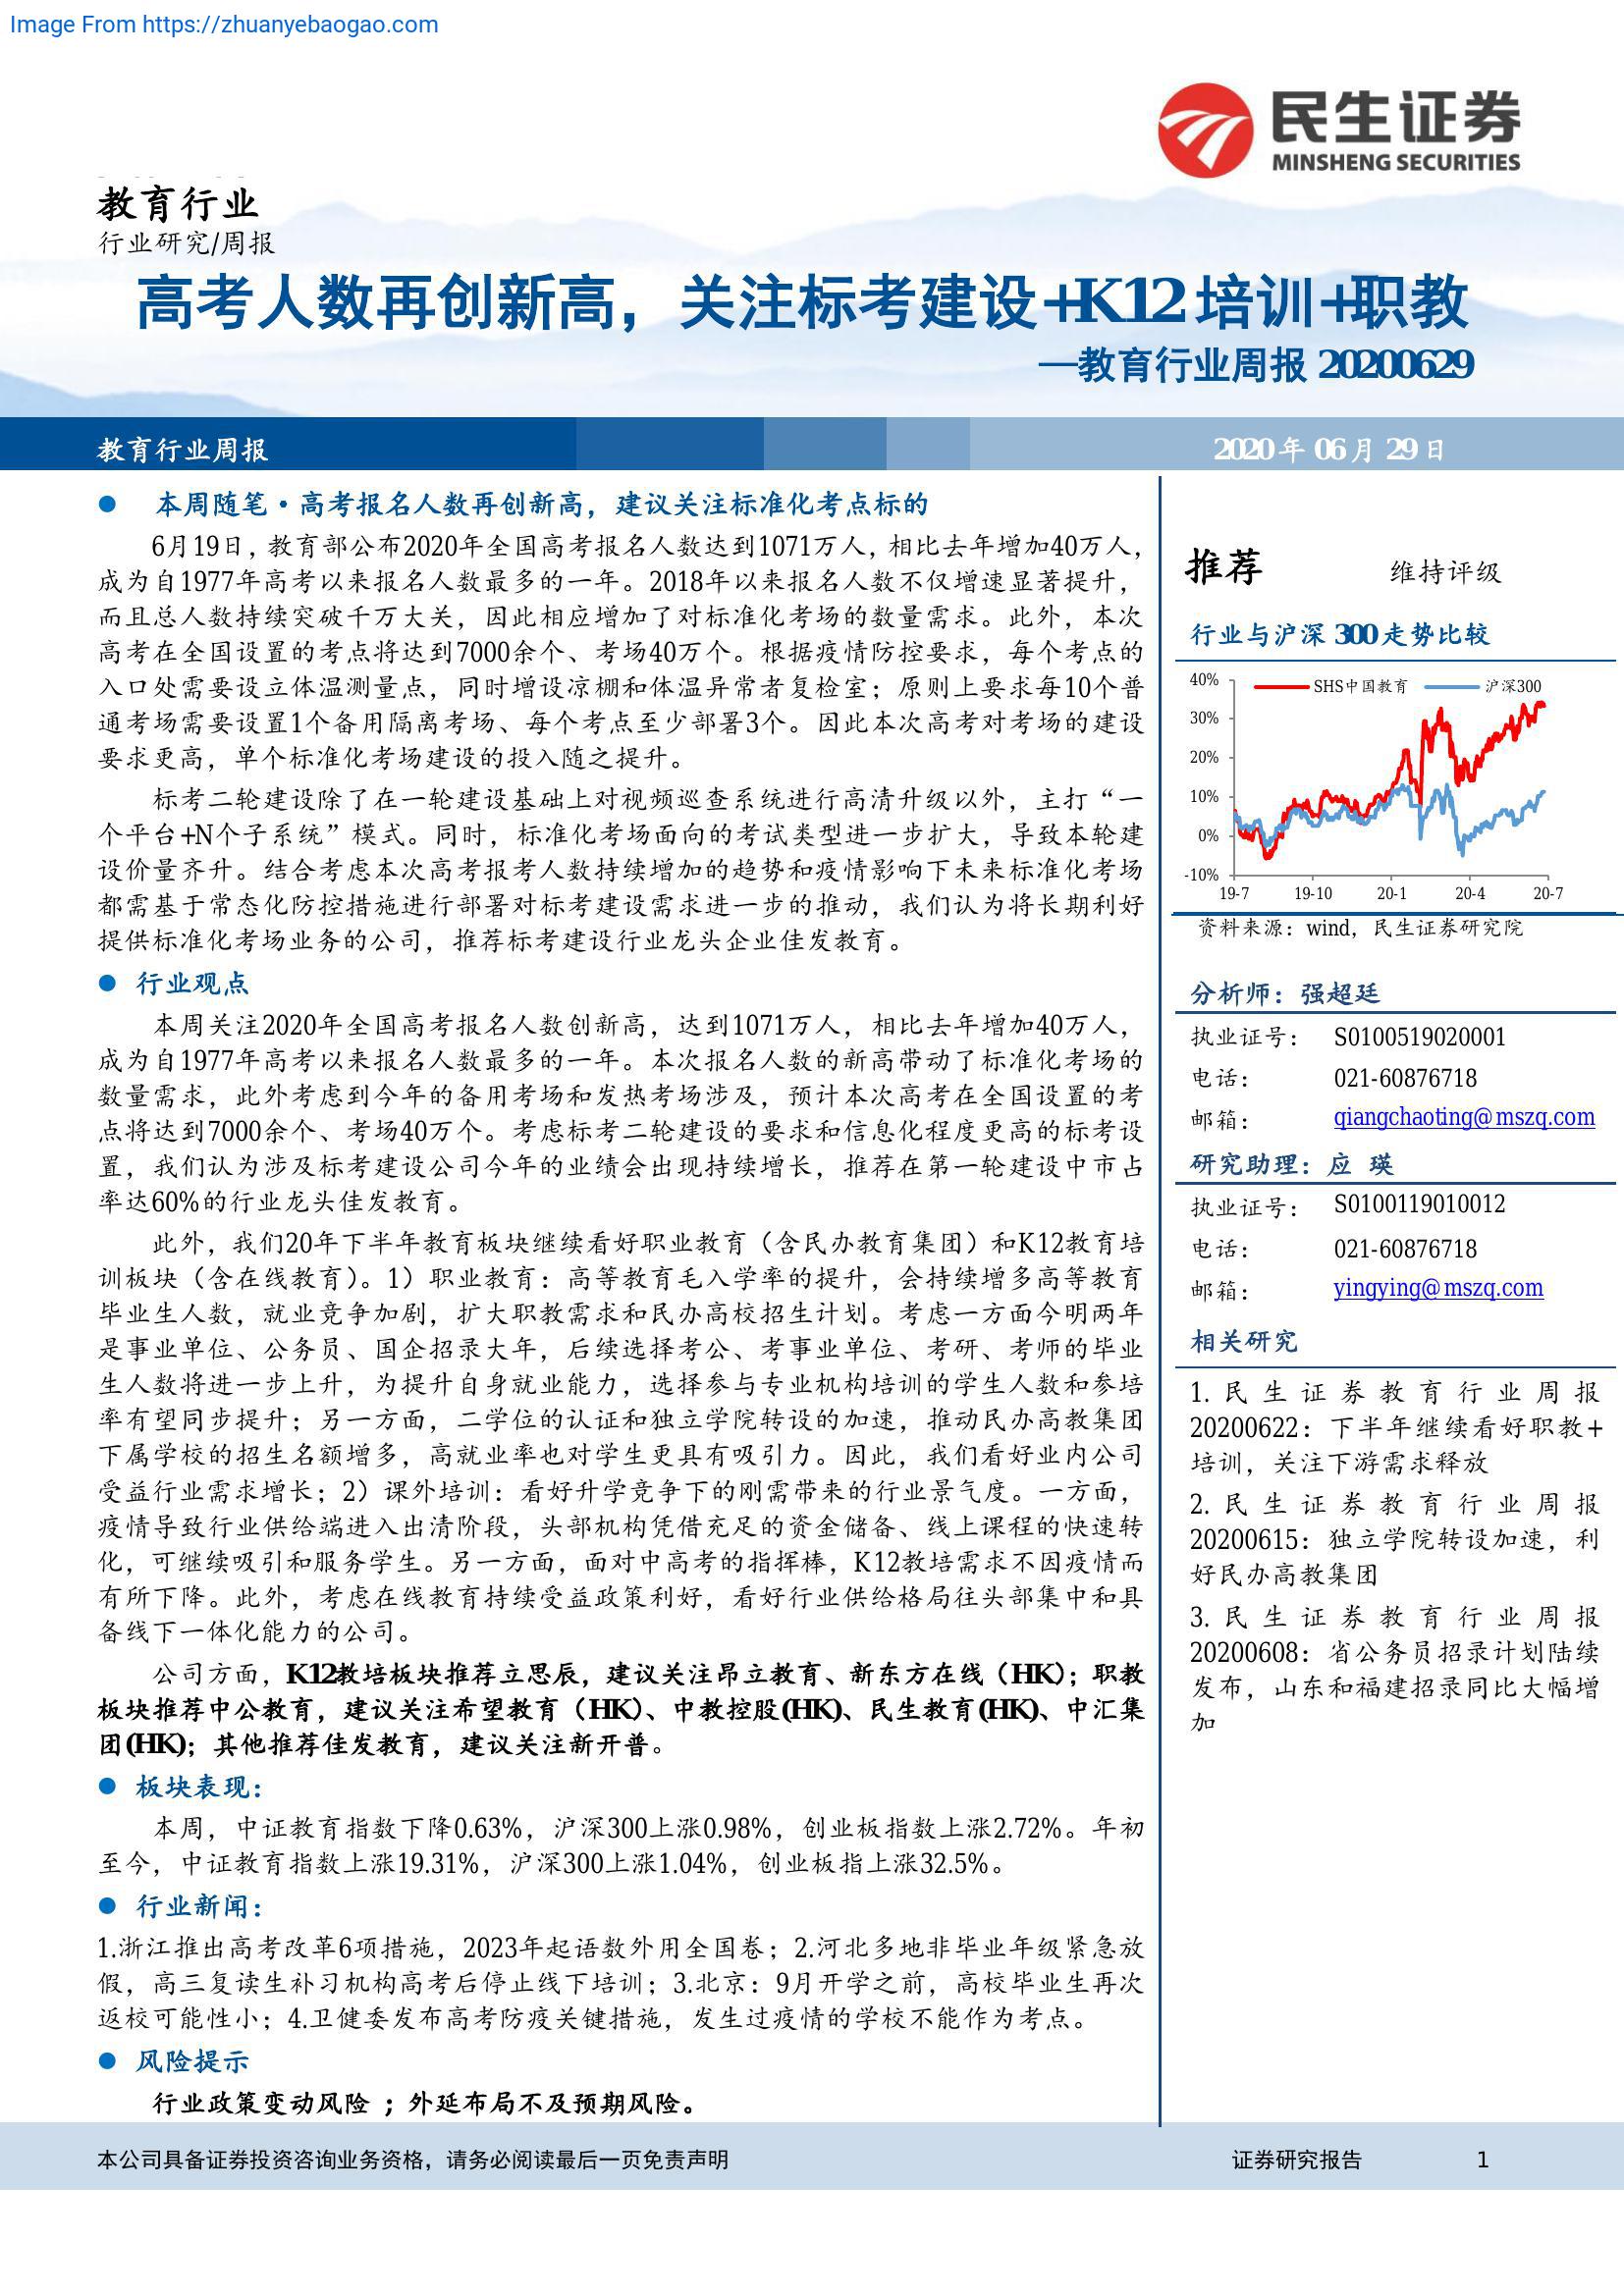 Image From https://zhuanyebaogao.com
民生证券
MINSHENG SECURITIES
教育行业
行业研究/周报
高考人数再创新高，关注标考建设+K12培训+职教
—教育行业周报 20200629
教育行业周报
2020 年 06 月 29 日
本周随笔·高考报名人数再创新高，建议关注标准化考点标的
6月19日，教育部公布2020年全国高考报名人数达到1071万人，相比去年增加40万人，
成为自1977年高考以来报名人数最多的一年。2018年以来报名人数不仅增速显著提升，
而且总人数持续突破千万大关，因此相应增加了对标准化考场的数量需求。此外，本次
高考在全国设置的考点将达到7000余个、考场40万个。根据疫情防控要求，每个考点的
入口处需要设立体温测量点，同时增设凉棚和体温异常者复检室；原则上要求每10个普
通考场需要设置1个备用隔离考场、每个考点至少部署3个。因此本次高考对考场的建设
要求更高，单个标准化考场建设的投入随之提升。
标考二轮建设除了在一轮建设基础上对视频巡查系统进行高清升级以外，主打“一
个平台+N个子系统”模式。同时，标准化考场面向的考试类型进一步扩大，导致本轮建
设价量齐升。结合考虑本次高考报考人数持续增加的趋势和疫情影响下未来标准化考场
都需基于常态化防控措施进行部署对标考建设需求进一步的推动，我们认为将长期利好
提供标准化考场业务的公司，推荐标考建设行业龙头企业佳发教育。
行业观点
本周关注2020年全国高考报名人数创新高，达到1071万人，相比去年增加40万人，
成为自1977年高考以来报名人数最多的一年。本次报名人数的新高带动了标准化考场的
数量需求，此外考虑到今年的备用考场和发热考场涉及，预计本次高考在全国设置的考
点将达到7000余个、考场40万个。考虑标考二轮建设的要求和信息化程度更高的标考设
置，我们认为涉及标考建设公司今年的业绩会出现持续增长，推荐在第一轮建设中市占
率达60%的行业龙头佳发教育。
此外，我们20年下半年教育板块继续看好职业教育（含民办教育集团）和K12教育培
训板块（含在线教育）。1）职业教育：高等教育毛入学率的提升，会持续增多高等教育
毕业生人数，就业竞争加剧，扩大职教需求和民办高校招生计划。考虑一方面今明两年
是事业单位、公务员、国企招录大年，后续选择考公、考事业单位、考研、考师的毕业
生人数将进一步上升，为提升自身就业能力，选择参与专业机构培训的学生人数和参培
率有望同步提升；另一方面，二学位的认证和独立学院转设的加速，推动民办高教集团
下属学校的招生名额增多，高就业率也对学生更具有吸引力。因此，我们看好业内公司
受益行业需求增长；2）课外培训：看好升学竞争下的刚需带来的行业景气度。一方面，
疫情导致行业供给端进入出清阶段，头部机构凭借充足的资金储备、线上课程的快速转
化，可继续吸引和服务学生。另一方面，面对中高考的指挥棒，K12教培需求不因疫情而
有所下降。此外，考虑在线教育持续受益政策利好，看好行业供给格局往头部集中和具
备线下一体化能力的公司。
公司方面，K12教培板块推荐立思辰，建议关注昂立教育、新东方在线（HK）；职教
板块推荐中公教育，建议关注希望教育（HK）、中教控股(HK)、民生教育(HK)、中汇集
团(HK)；其他推荐佳发教育，建议关注新开普。
板块表现：
本周，中证教育指数下降0.63%，沪深300上涨0.98%，创业板指数上涨2.72%。年初
至今，中证教育指数上涨19.31%，沪深300上涨1.04%，创业板指上涨32.5%。
行业新闻：
1.浙江推出高考改革6项措施，2023年起语数外用全国卷；2.河北多地非毕业年级紧急放
假，高三复读生补习机构高考后停止线下培训；3.北京：9月开学之前，高校毕业生再次
返校可能性小；4.卫健委发布高考防疫关键措施，发生过疫情的学校不能作为考点。
风险提示
行业政策变动风险 ；外延布局不及预期风险。
推荐 维持评级
行业与沪深 300 走势比较
40%
30%
20%
10%
0%
-10%
SHS中国教育 沪深300
19-7 19-10 20-1 20-4 20-7
资料来源：wind，民生证券研究院
分析师：强超廷
执业证号： S0100519020001
电话： 021-60876718
邮箱： qiangchaoting@mszq.com
研究助理：应 瑛
执业证号： S0100119010012
电话： 021-60876718
邮箱： yingying@mszq.com
相关研究
1.民生证券教育行业周报
20200622：下半年继续看好职教+
培训，关注下游需求释放
2.民生证券教育行业周报
20200615：独立学院转设加速，利
好民办高教集团
3.民生证券教育行业周报
20200608：省公务员招录计划陆续
发布，山东和福建招录同比大幅增
加
本公司具备证券投资咨询业务资格，请务必阅读最后一页免责声明
证券研究报告 1